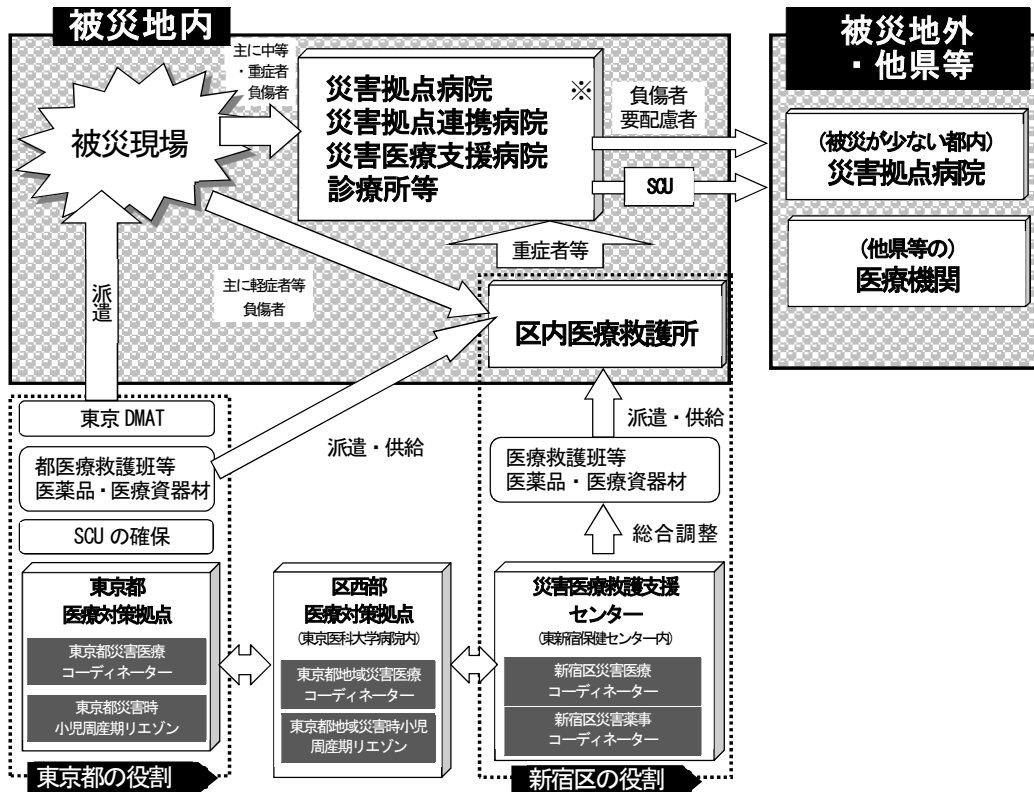 被災地内
主に中等
・重症者
負傷者
被災現場
災害拠点病院 ※
災害拠点連携病院
災害医療支援病院
診療所等
負傷者
要配慮者
SCU
被災地外
・他県等
(被災が少ない都内)
災害拠点病院
(他県等の)
医療機関
重症者等
派遣
主に軽症者等
負傷者
区内医療救護所
東京 DMAT
都医療救護班等
医薬品・医療資器材
SCU の確保
派遣・供給
派遣・供給
医療救護班等
医薬品・医療資器材
総合調整
東京都
医療対策拠点
東京都災害医療
コーディネーター
東京都災害時
小児周産期リエゾン
区西部
医療対策拠点
(東京医科大学病院内)
東京都地域災害医療
コーディネーター
東京都地域災害時小児
周産期リエゾン
災害医療救護支援
センター
(東新宿保健センター内)
新宿区災害医療
コーディネーター
新宿区災害薬事
コーディネーター
東京都の役割
新宿区の役割